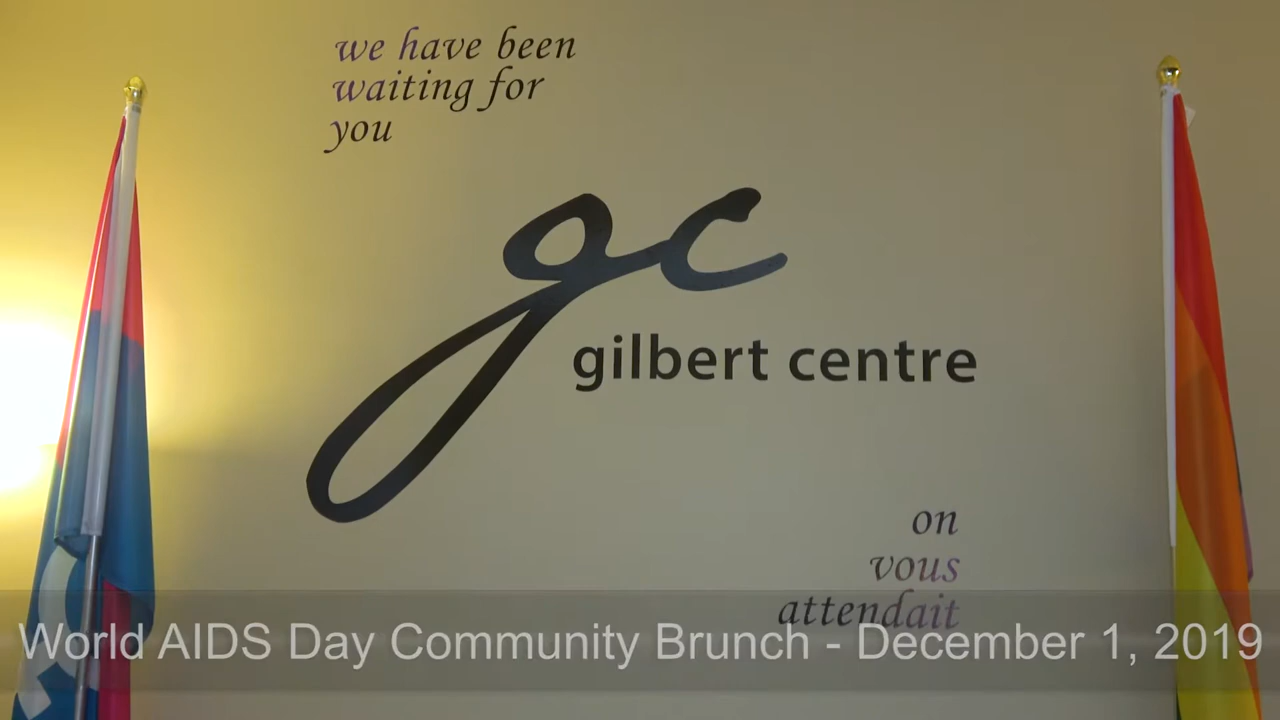 we have been
waiting for
you
gc
gilbert centre
on
vous
attendait
World AIDS Day Community Brunch - December 1, 2019